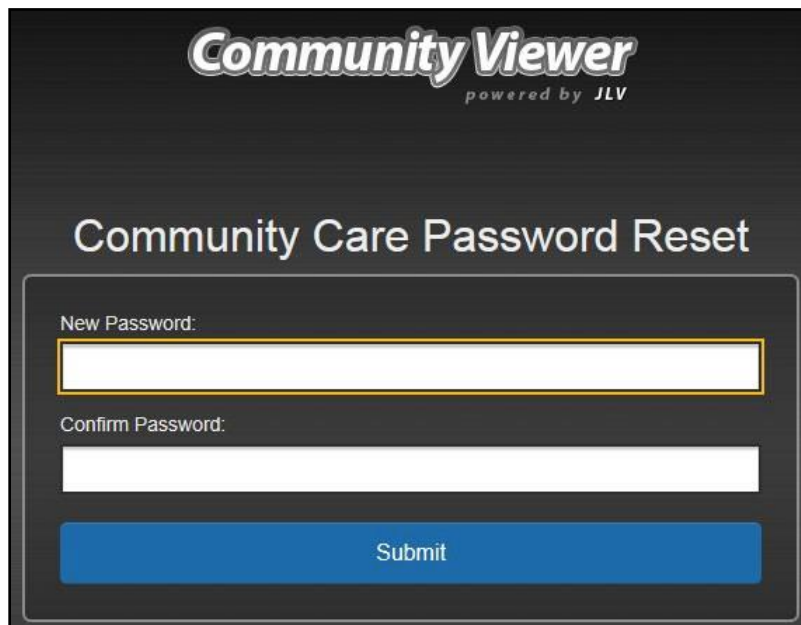 Community Viewer
powered by JLV
Community Care Password Reset
New Password:
Confirm Password:
Submit